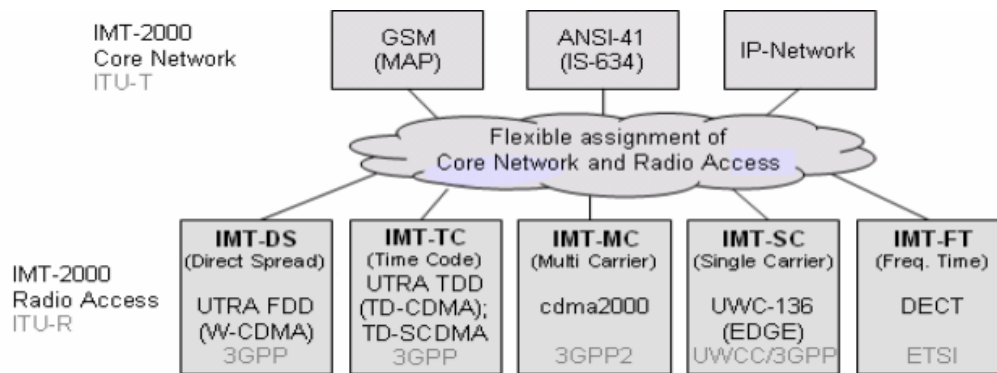 IMT-2000
Core Network
ITU-T
GSM
(MAP)
ANSI-41
(IS-634)
IP-Network
Flexible assignment of
Core Network and Radio Access
IMT-2000
Radio Access
ITU-R
IMT-DS
(Direct Spread)
UTRA FDD
(W-CDMA)
3GPP
IMT-TC
(Time Code)
UTRA TDD
(TD-CDMA);
TD-SCDMA
3GPP
IMT-MC
(Multi Carrier)
cdma2000
3GPP2
IMT-SC
(Single Carrier)
UWC-136
(EDGE)
UWCC/3GPP
IMT-FT
(Freq. Time)
DECT
ETSI